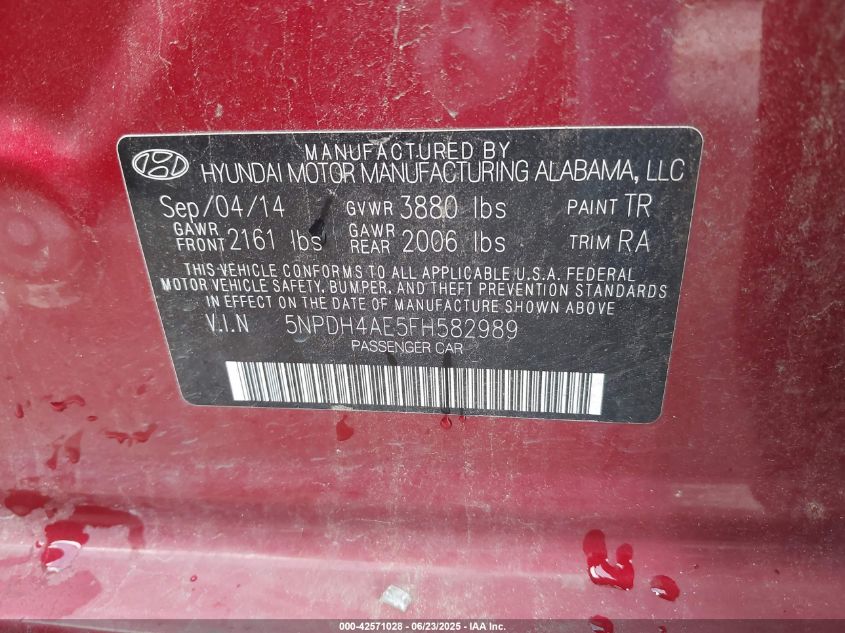 MANUFACTURED BY
HYUNDAI MOTOR MANUFACTURING ALABAMA, LLC
Sep/04/14 GVWR 3880 lbs PAINT TR
GAWR FRONT 2161 lbs GAWR REAR 2006 lbs TRIM RA
THIS VEHICLE CONFORMS TO ALL APPLICABLE U.S.A. FEDERAL
MOTOR VEHICLE SAFETY, BUMPER, AND THEFT PREVENTION STANDARDS
IN EFFECT ON THE DATE OF MANUFACTURE SHOWN ABOVE
V.I.N 5NPDH4AE5FH582989
PASSENGER CAR
000-42571028 - 06/23/2025 - IAA Inc.